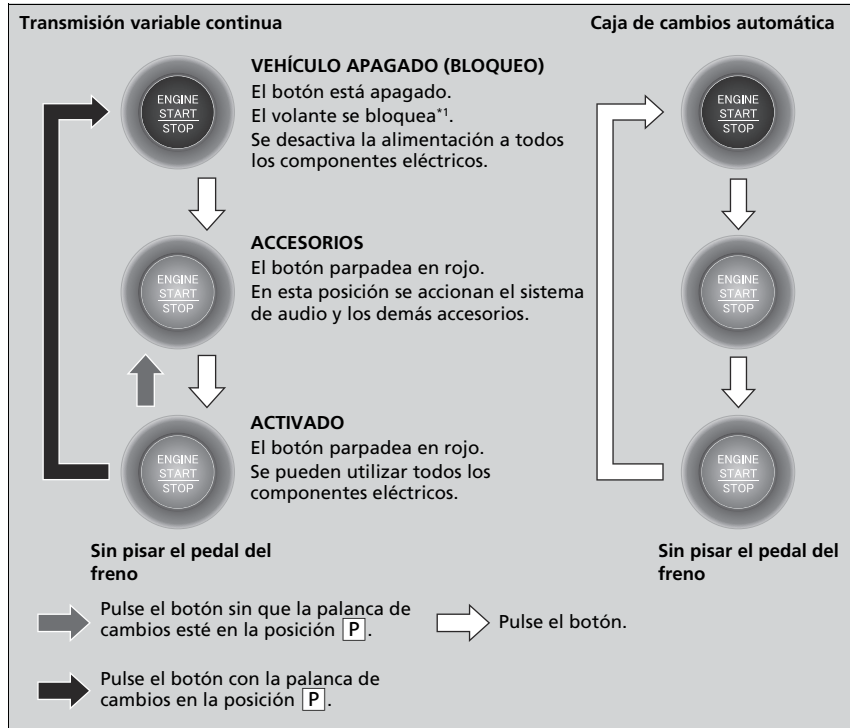 Transmisión variable continua
Caja de cambios automática
ENGINE
START
STOP
VEHÍCULO APAGADO (BLOQUEO)
El botón está apagado.
El volante se bloquea*1.
Se desactiva la alimentación a todos
los componentes eléctricos.
ENGINE
START
STOP
ENGINE
START
STOP
ACCESORIOS
El botón parpadea en rojo.
En esta posición se accionan el sistema
de audio y los demás accesorios.
ENGINE
START
STOP
ENGINE
START
STOP
ACTIVADO
El botón parpadea en rojo.
Se pueden utilizar todos los
componentes eléctricos.
ENGINE
START
STOP
Sin pisar el pedal del
freno
Sin pisar el pedal del
freno
Pulse el botón sin que la palanca de
cambios esté en la posición P.
Pulse el botón.
Pulse el botón con la palanca de
cambios en la posición P.